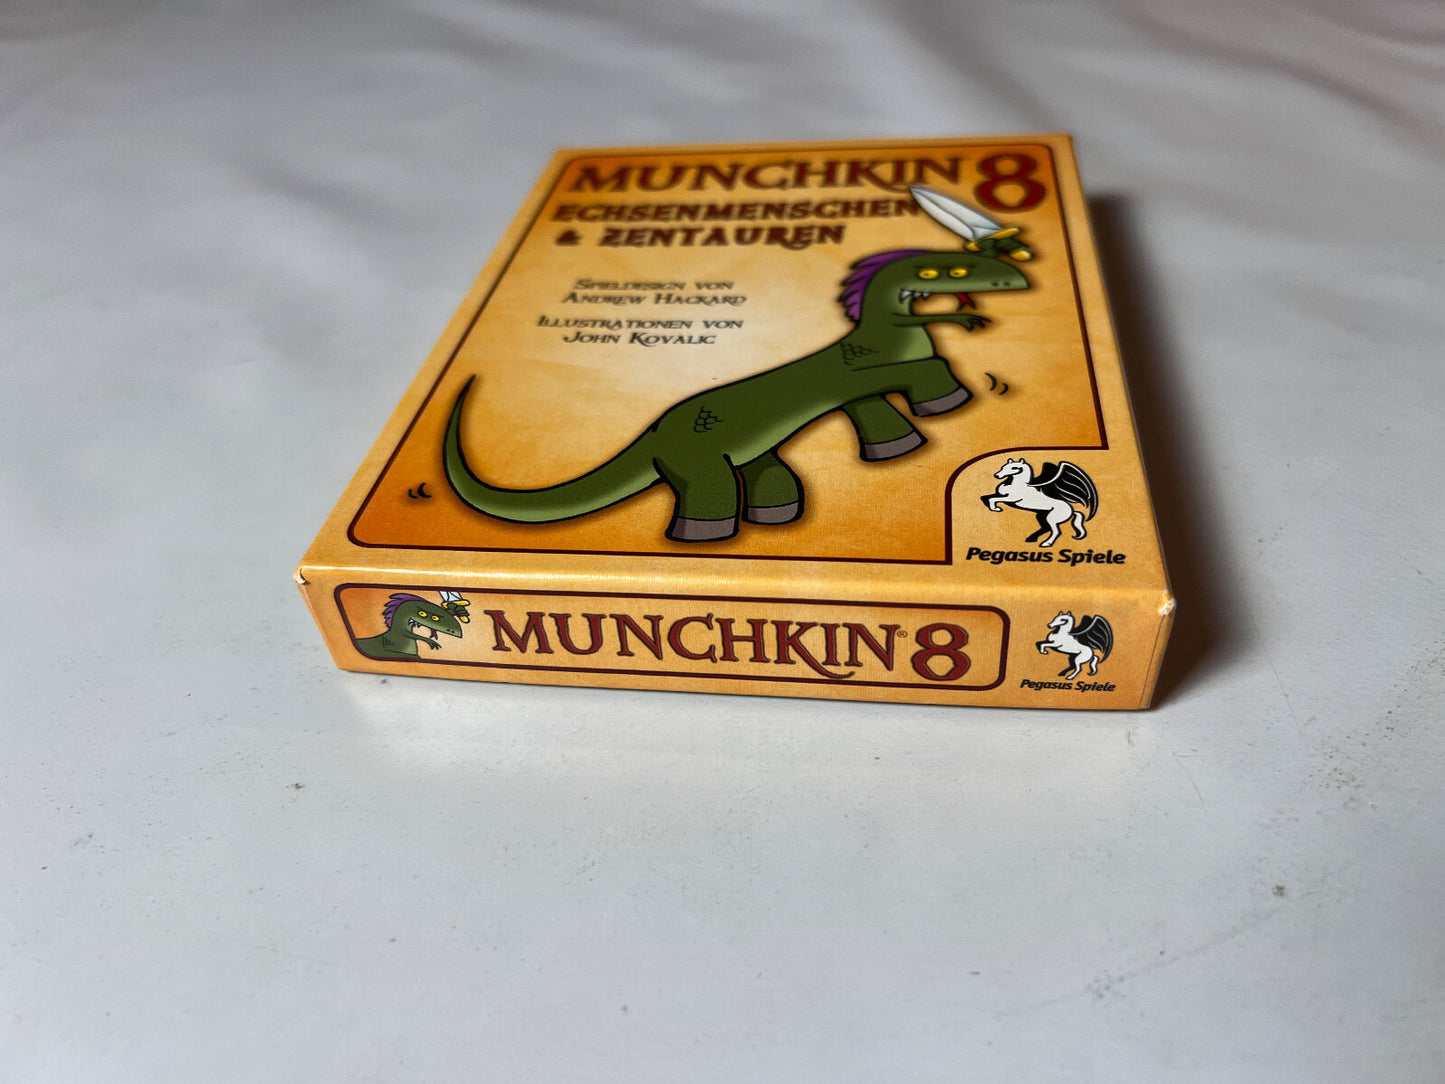 MUNCHKIN 8
ECHSENMENSCHEN
& ZENTAUREN
SPIELDESIGN VON
ANDREW HACKARD
ILLUSTRATIONEN VON
JOHN KOVALIC
Pegasus Spiele
MUNCHKIN® 8
Pegasus Spiele